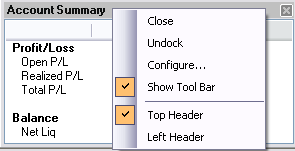 Account Summary
Profit/Loss
Open P/L
Realized P/L
Total P/L
Balance
Net Liq
Close
Undock
Configure...
Show Tool Bar
Top Header
Left Header